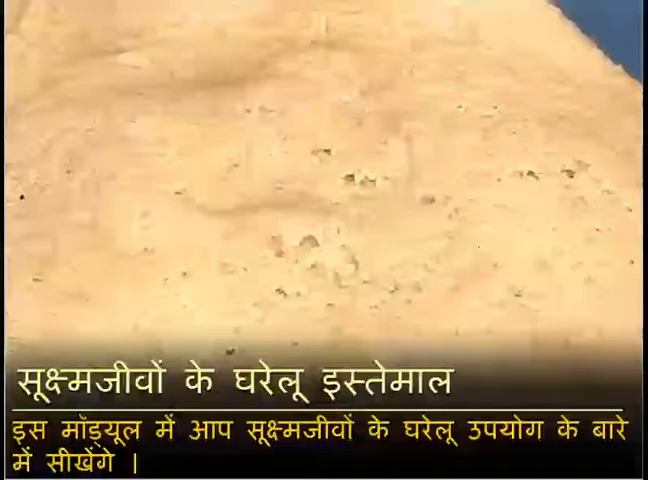 सूक्ष्मजीवों के घरेलू इस्तेमाल
इस मॉड्यूल में आप सूक्ष्मजीवों के घरेलू उपयोग के बारे
में सीखेंगे ।